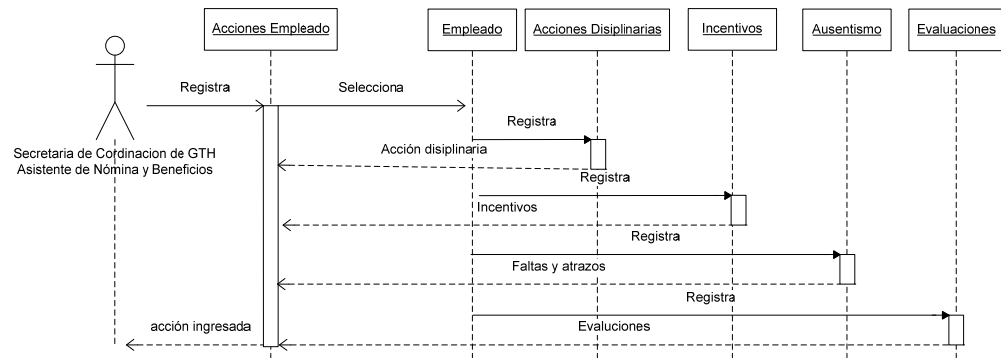 Acciones Empleado
Empleado
Acciones Disiplinarias
Incentivos
Ausentismo
Evaluaciones
Registra
Selecciona
Secretaria de Cordinacion de GTH
Asistente de Nómina y Beneficios
Registra
Acción disiplinaria
Registra
Incentivos
Registra
Faltas y atrazos
Registra
Evaluciones
acción ingresada